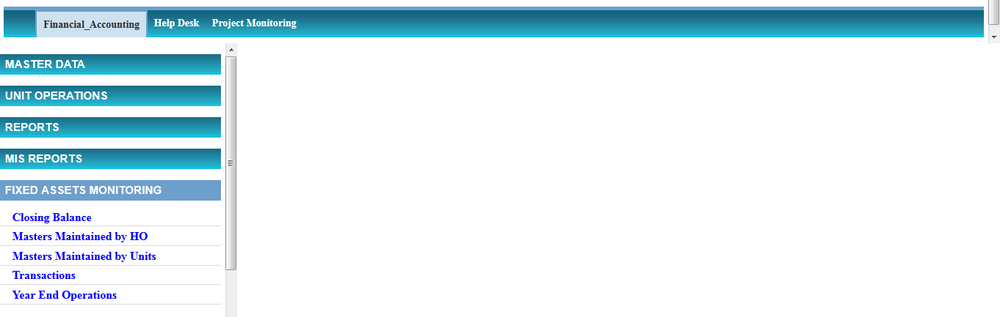 Financial_Accounting Help Desk Project Monitoring
MASTER DATA
UNIT OPERATIONS
REPORTS
MIS REPORTS
FIXED ASSETS MONITORING
Closing Balance
Masters Maintained by HO
Masters Maintained by Units
Transactions
Year End Operations